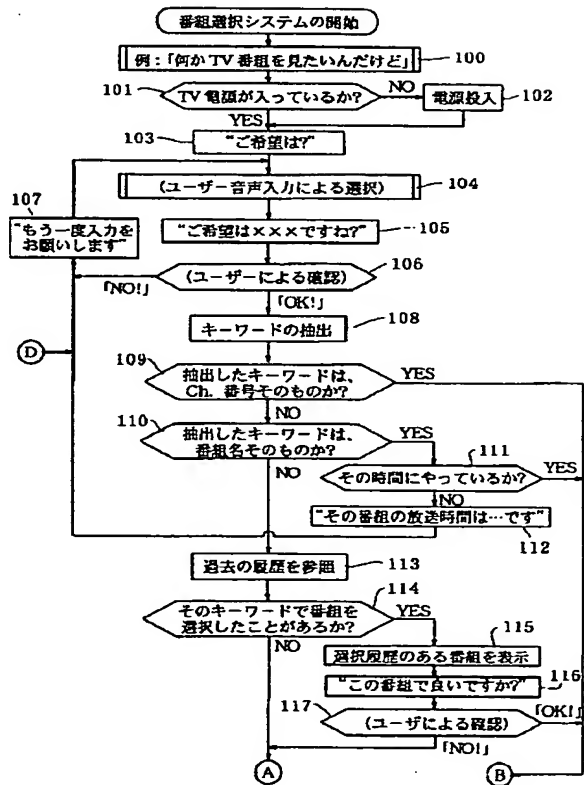 番組選択システムの開始
例：「何かTV番組を見たいんだけど」
100
101
TV電源が入っているか?
NO
電源投入
102
YES
103
"ご希望は?"
107
(ユーザー音声入力による選択)
104
"もう一度入力を
お願いします"
"ご希望は×××ですね?"
105
(ユーザーによる確認)
106
「NO!」
「OK!」
キーワードの抽出
108
D
109
抽出したキーワードは、
Ch. 番号そのものか?
YES
NO
110
抽出したキーワードは、
番組名そのものか?
YES
111
NO
その時間にやっているか?
YES
NO
"その番組の放送時間は…です"
112
過去の履歴を参照
113
114
そのキーワードで番組を
選択したことがあるか?
YES
115
NO
選択履歴のある番組を表示
"この番組で良いですか?"
116
117
(ユーザによる確認)
「OK!」
「NO!」
A
B